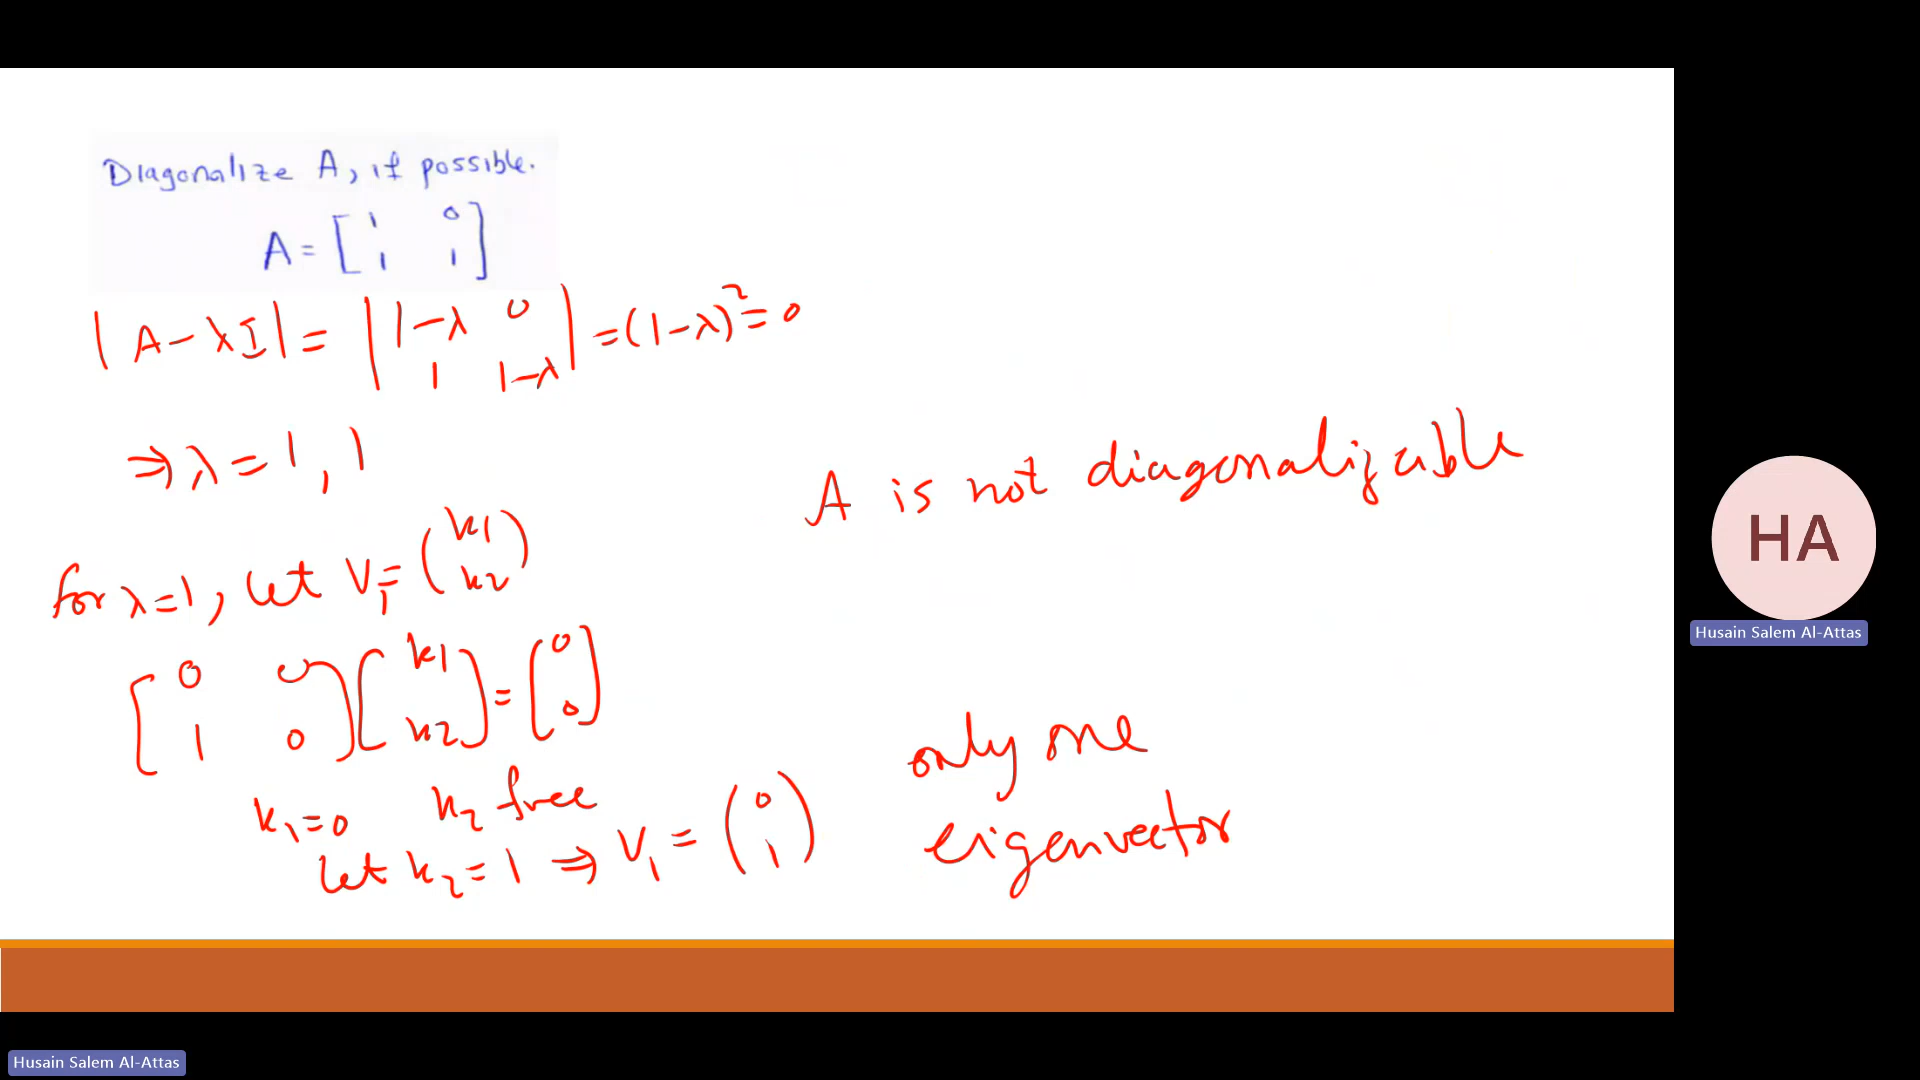 Diagonalize A, if possible.
A = [1 0
1 1]
|A-λI| = |1-λ 0
1 1-λ| = (1-λ)² = 0
⇒ λ = 1, 1
A is not diagonalizable
for λ=1, let V₁ = (k1
k2)
[0 0
1 0] [k1
k2] = [0
0]
k₁=0 k₂ free
let k₂ = 1 ⇒ V₁ = (0
1)
only one
eigenvector
HA
Husain Salem Al-Attas
Husain Salem Al-Attas